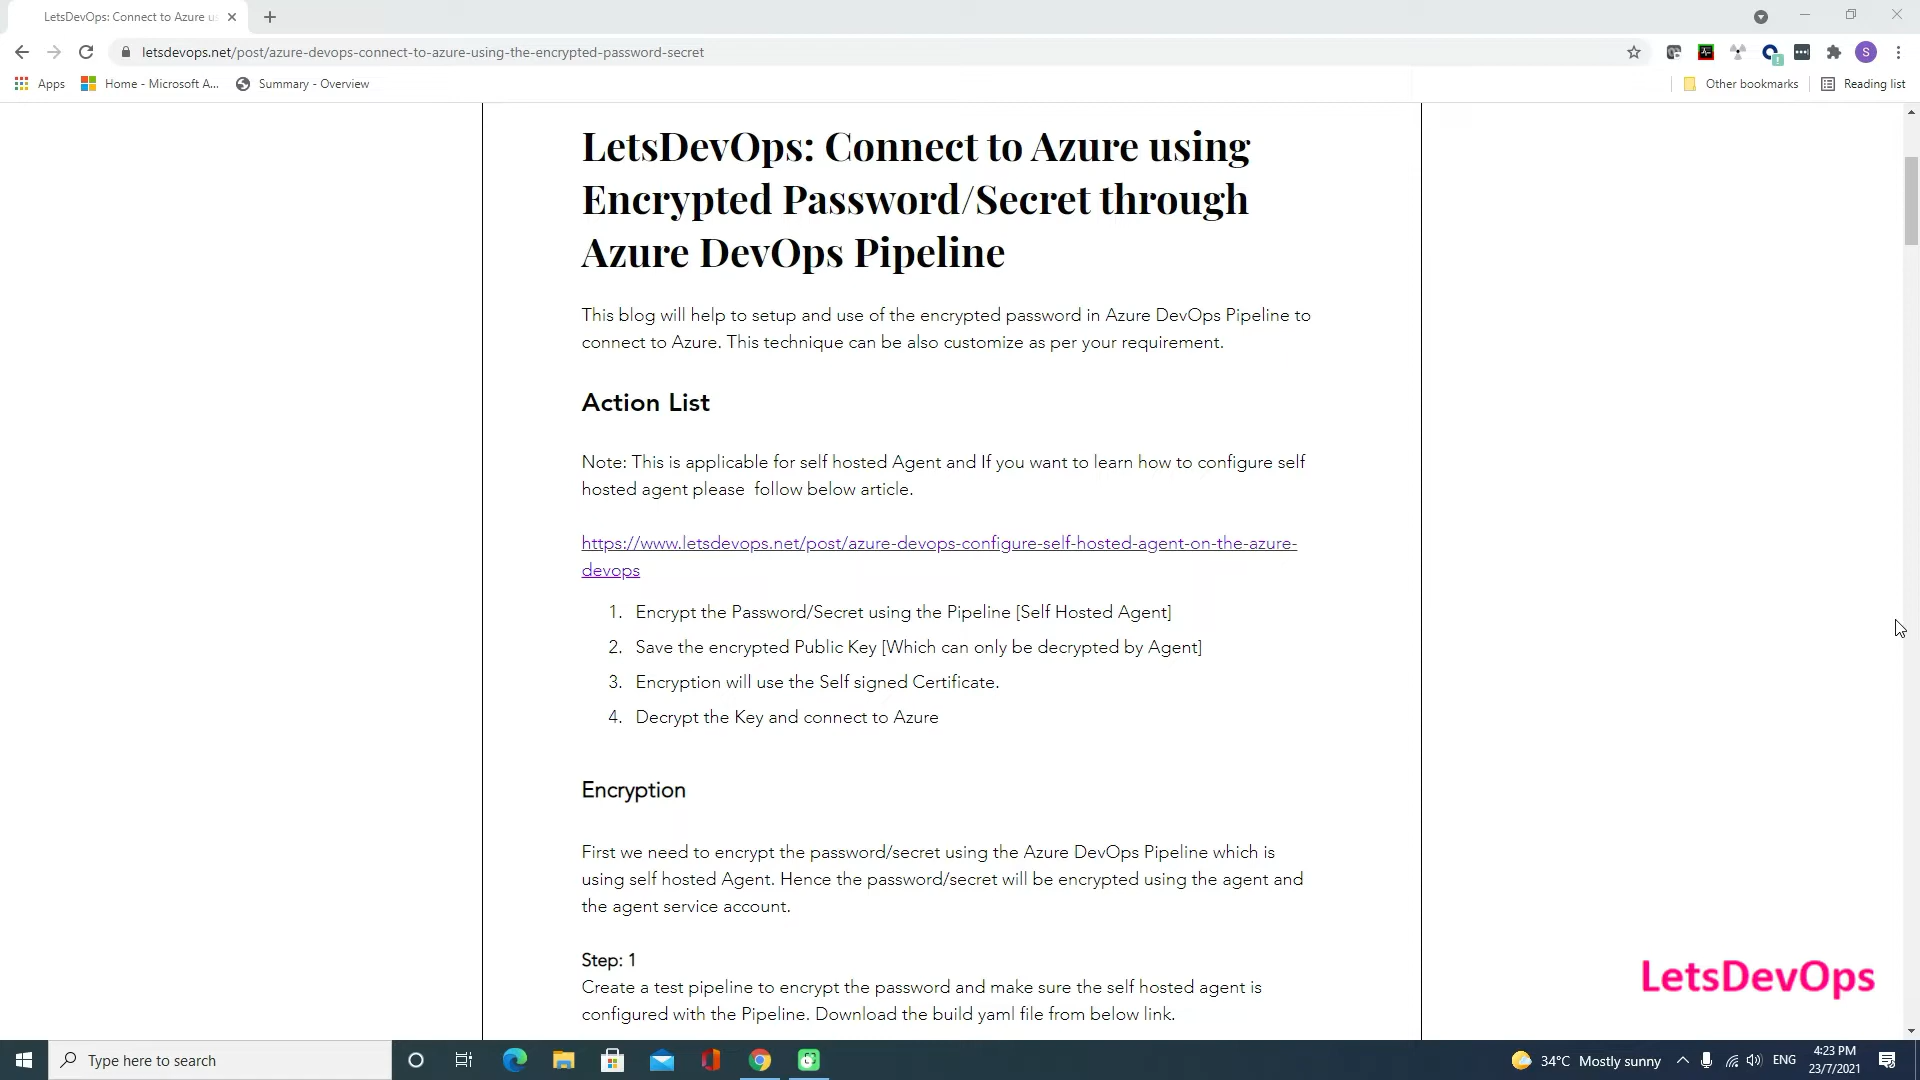 LetsDevOps: Connect to Azure us
letsdevops.net/post/azure-devops-connect-to-azure-using-the-encrypted-password-secret
S
Apps
Home - Microsoft A...
Summary - Overview
Other bookmarks
Reading list
LetsDevOps: Connect to Azure using
Encrypted Password/Secret through
Azure DevOps Pipeline
This blog will help to setup and use of the encrypted password in Azure DevOps Pipeline to
connect to Azure. This technique can be also customize as per your requirement.
Action List
Note: This is applicable for self hosted Agent and If you want to learn how to configure self
hosted agent please  follow below article.
https://www.letsdevops.net/post/azure-devops-configure-self-hosted-agent-on-the-azure-
devops
1. Encrypt the Password/Secret using the Pipeline [Self Hosted Agent]
2. Save the encrypted Public Key [Which can only be decrypted by Agent]
3. Encryption will use the Self signed Certificate.
4. Decrypt the Key and connect to Azure
Encryption
First we need to encrypt the password/secret using the Azure DevOps Pipeline which is
using self hosted Agent. Hence the password/secret will be encrypted using the agent and
the agent service account.
Step: 1
Create a test pipeline to encrypt the password and make sure the self hosted agent is
configured with the Pipeline. Download the build yaml file from below link.
LetsDevOps
Type here to search
34°C Mostly sunny
ENG
4:23 PM
23/7/2021